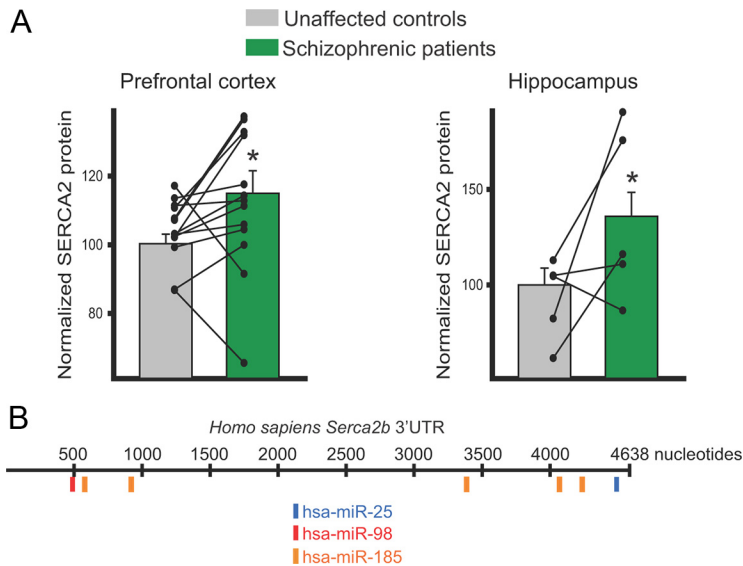 A
Unaffected controls
Schizophrenic patients
Prefrontal cortex
Normalized SERCA2 protein
120
100
80
*
Hippocampus
Normalized SERCA2 protein
150
100
*
B
Homo sapiens Serca2b 3'UTR
500 1000 1500 2000 2500 3000 3500 4000 4638 nucleotides
hsa-miR-25
hsa-miR-98
hsa-miR-185